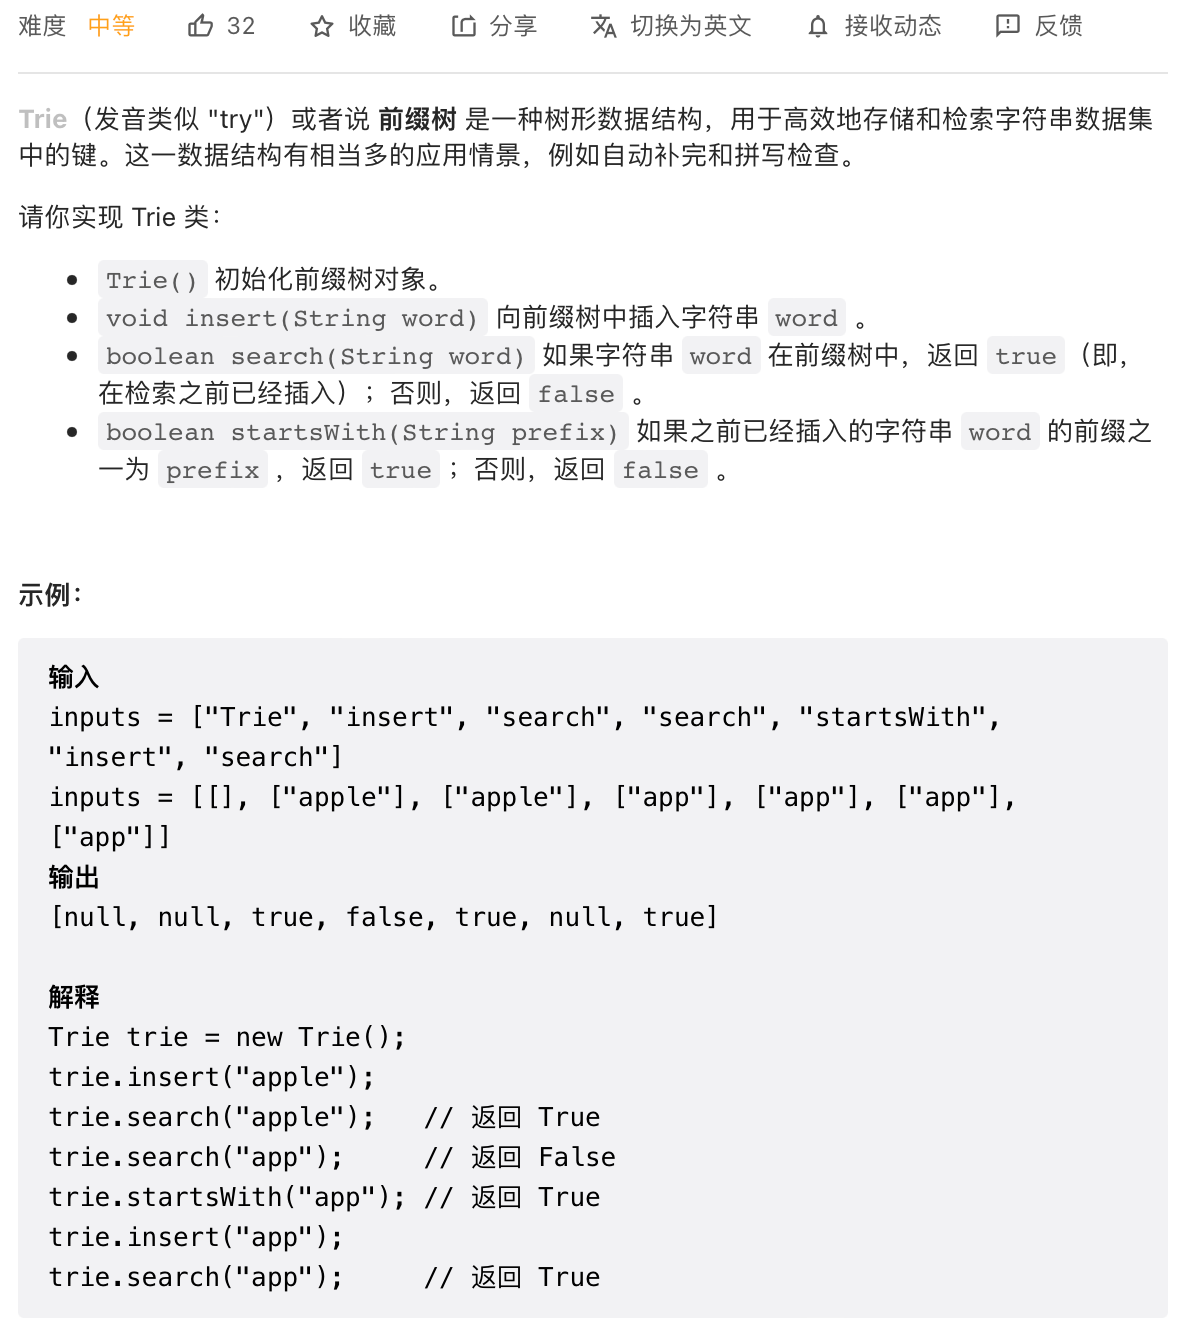 难度 中等 32 收藏 分享 切换为英文 接收动态 反馈
Trie（发音类似 "try"）或者说 前缀树 是一种树形数据结构，用于高效地存储和检索字符串数据集
中的键。这一数据结构有相当多的应用情景，例如自动补完和拼写检查。
请你实现 Trie 类：
• Trie() 初始化前缀树对象。
• void insert(String word) 向前缀树中插入字符串 word 。
• boolean search(String word) 如果字符串 word 在前缀树中，返回 true（即，
在检索之前已经插入）；否则，返回 false 。
• boolean startsWith(String prefix) 如果之前已经插入的字符串 word 的前缀之
一为 prefix ，返回 true ；否则，返回 false 。
示例：
输入
inputs = ["Trie", "insert", "search", "search", "startsWith",
"insert", "search"]
inputs = [[], ["apple"], ["apple"], ["app"], ["app"], ["app"],
["app"]]
输出
[null, null, true, false, true, null, true]
解释
Trie trie = new Trie();
trie.insert("apple");
trie.search("apple");   // 返回 True
trie.search("app");     // 返回 False
trie.startsWith("app"); // 返回 True
trie.insert("app");
trie.search("app");     // 返回 True